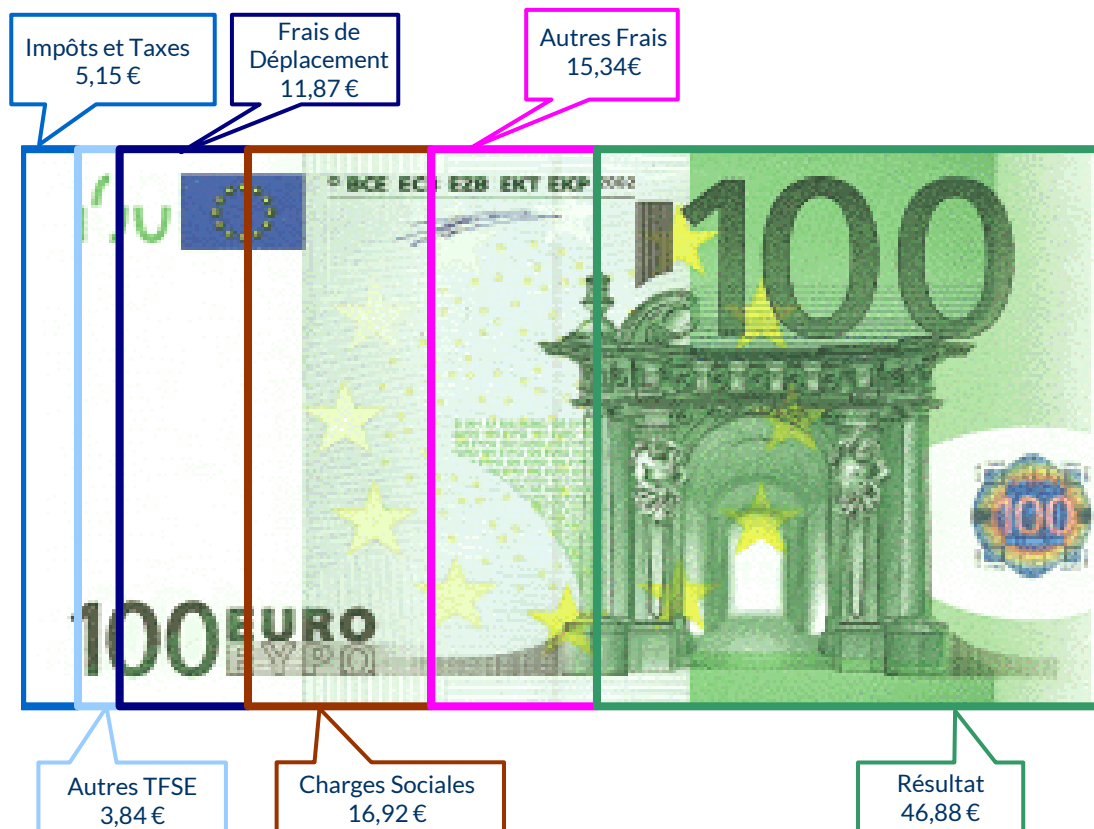 Impôts et Taxes
5,15 €
Frais de
Déplacement
11,87 €
Autres Frais
15,34€
© BCE ECB EZB EKT EKP 2002
100
100
100 EURO
ΕΥΡΩ
Autres TFSE
3,84 €
Charges Sociales
16,92 €
Résultat
46,88 €